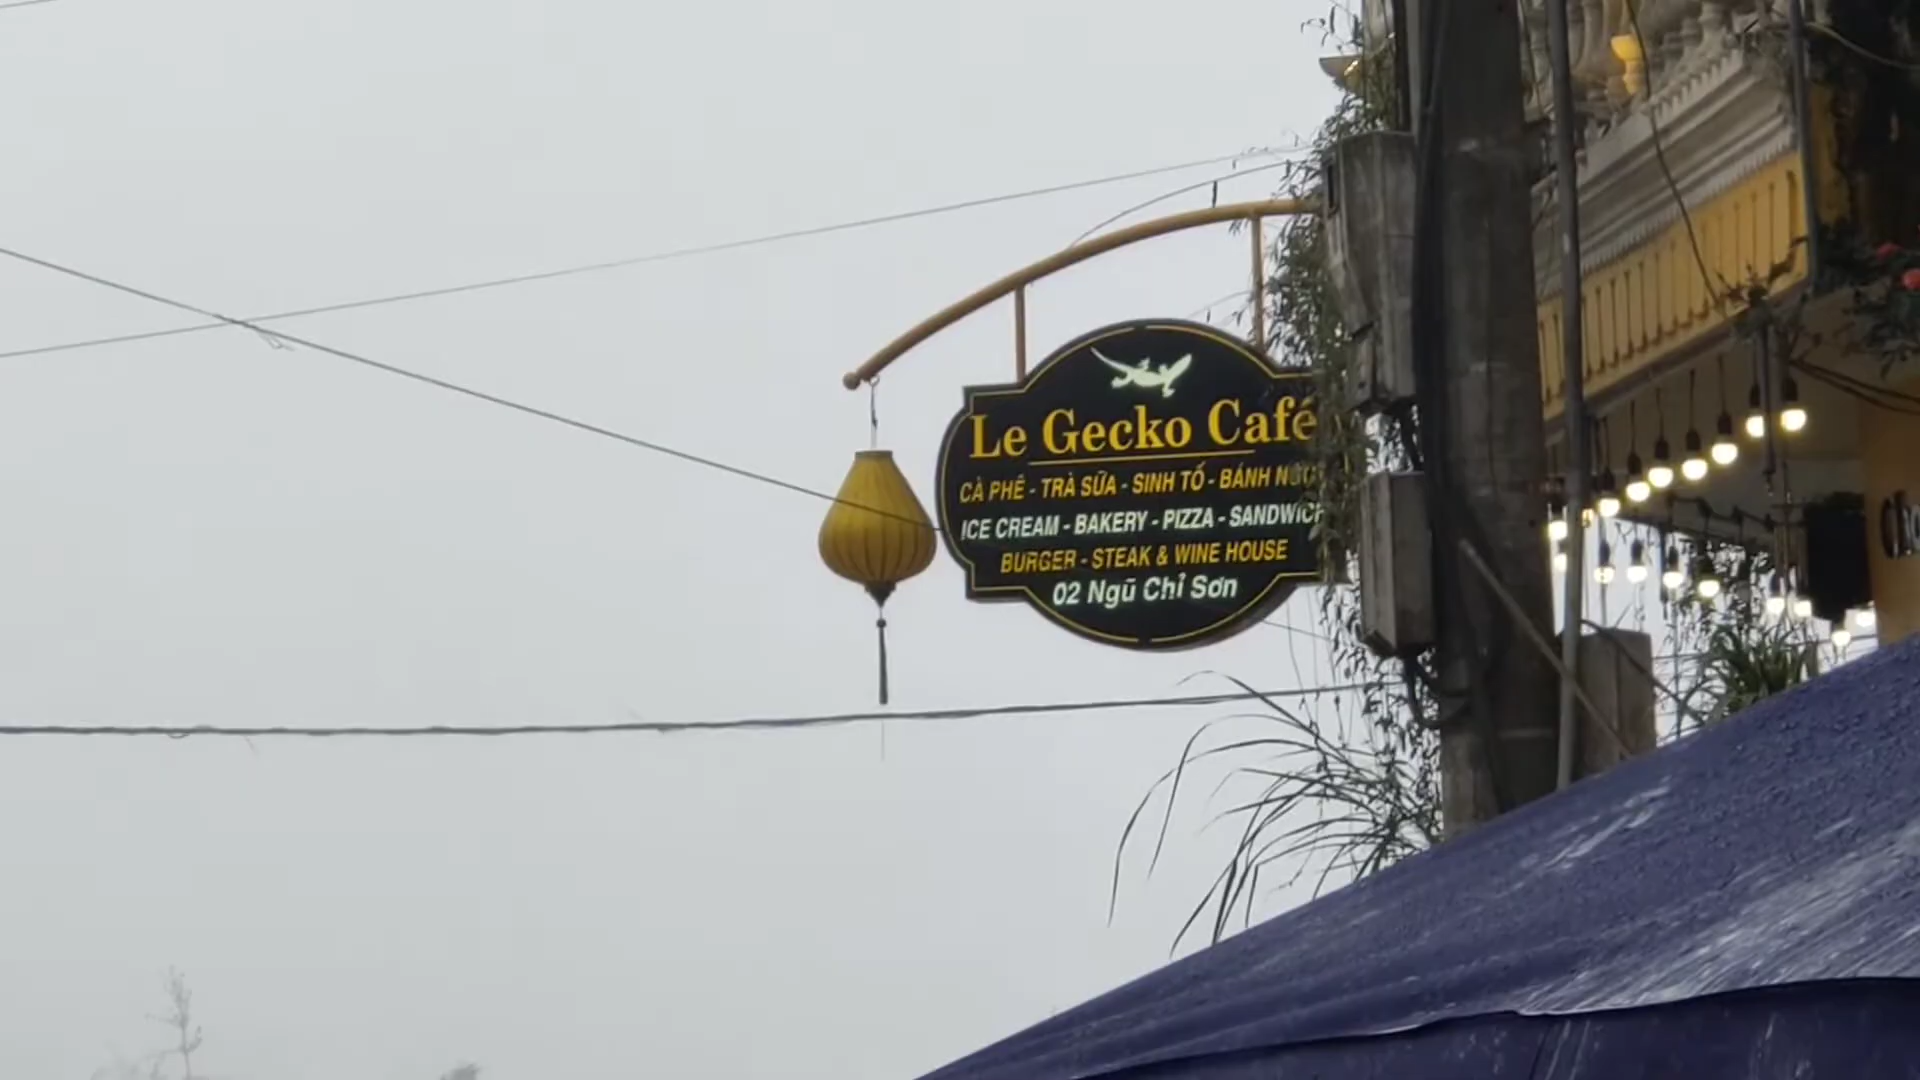 Le Gecko Café
CÀ PHÊ - TRÀ SỮA - SINH TỐ - BÁNH
ICE CREAM - BAKERY - PIZZA - SANDWICH
BURGER - STEAK & WINE HOUSE
02 Ngũ Chỉ Sơn